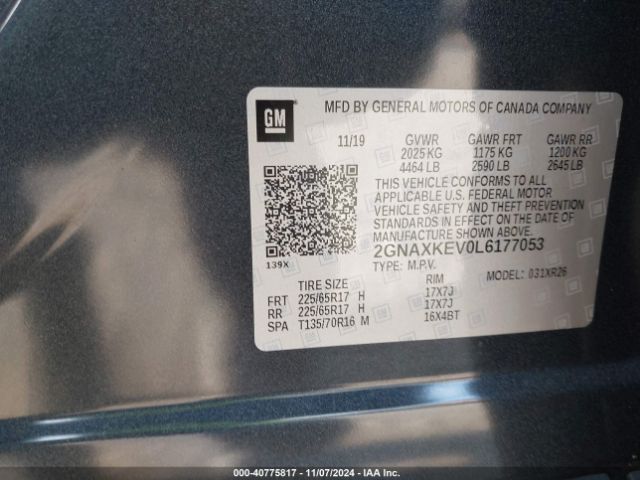 GM
MFD BY GENERAL MOTORS OF CANADA COMPANY
11/19 GVWR GAWR FRT GAWR RR
2025 KG 1175 KG 1200 KG
4464 LB 2590 LB 2645 LB
THIS VEHICLE CONFORMS TO ALL
APPLICABLE U.S. FEDERAL MOTOR
VEHICLE SAFETY AND THEFT PREVENTION
STANDARDS IN EFFECT ON THE DATE OF
MANUFACTURE SHOWN ABOVE.
2GNAXKEV0L6177053
139X
TYPE: M.P.V.
MODEL: 031XR26
TIRE SIZE RIM
FRT 225/65R17 H 17X7J
RR 225/65R17 H 17X7J
SPA T135/70R16 M 16X4BT
000-40775817 - 11/07/2024 - IAA Inc.